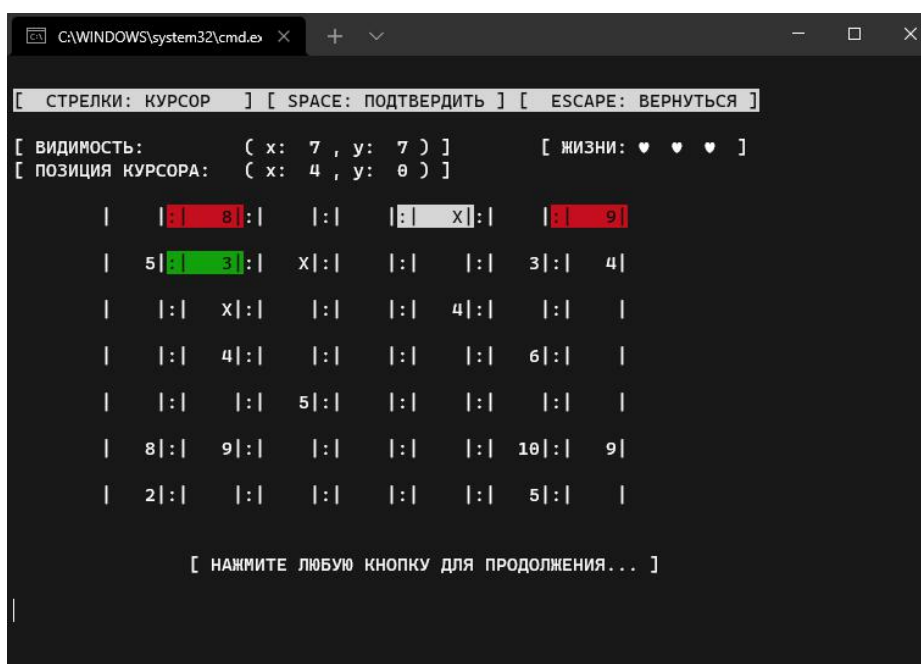 C:\WINDOWS\system32\cmd.ex
[ СТРЕЛКИ: КУРСОР ] [ SPACE: ПОДТВЕРДИТЬ ] [ ESCAPE: ВЕРНУТЬСЯ ]
[ ВИДИМОСТЬ: ( x: 7 , y: 7 ) ] [ ЖИЗНИ: ♥ ♥ ♥ ]
[ ПОЗИЦИЯ КУРСОРА: ( x: 4 , y: 0 ) ]
| |:| 8|:| |:| |:| X|:| |:| 9|
| 5|:| 3|:| X|:| |:| |:| 3|:| 4|
| |:| X|:| |:| |:| 4|:| |:| |
| |:| 4|:| |:| |:| |:| 6|:| |
| |:| |:| 5|:| |:| |:| |:| |
| 8|:| 9|:| |:| |:| |:| 10|:| 9|
| 2|:| |:| |:| |:| |:| 5|:| |
[ НАЖМИТЕ ЛЮБУЮ КНОПКУ ДЛЯ ПРОДОЛЖЕНИЯ... ]